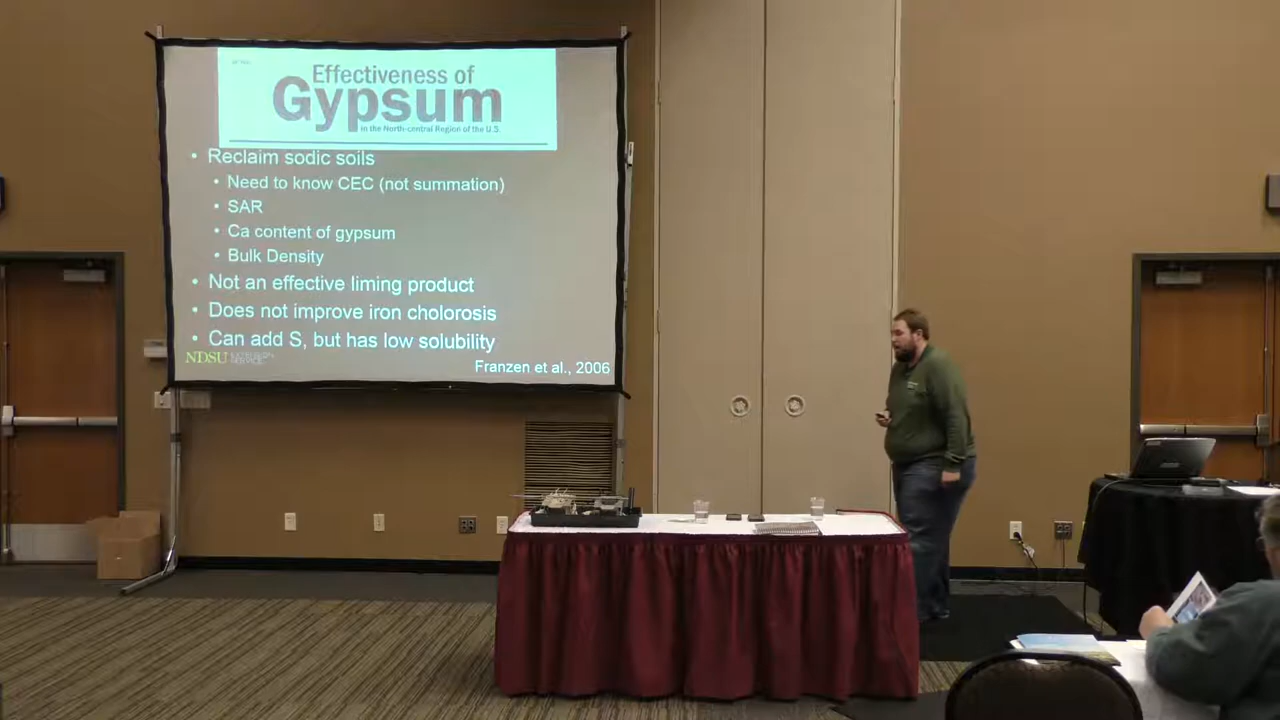 Effectiveness of
Gypsum
in the North-central Region of the U.S.
• Reclaim sodic soils
• Need to know CEC (not summation)
• SAR
• Ca content of gypsum
• Bulk Density
• Not an effective liming product
• Does not improve iron cholorosis
• Can add S, but has low solubility
NDSU EXTENSION SERVICE
Franzen et al., 2006